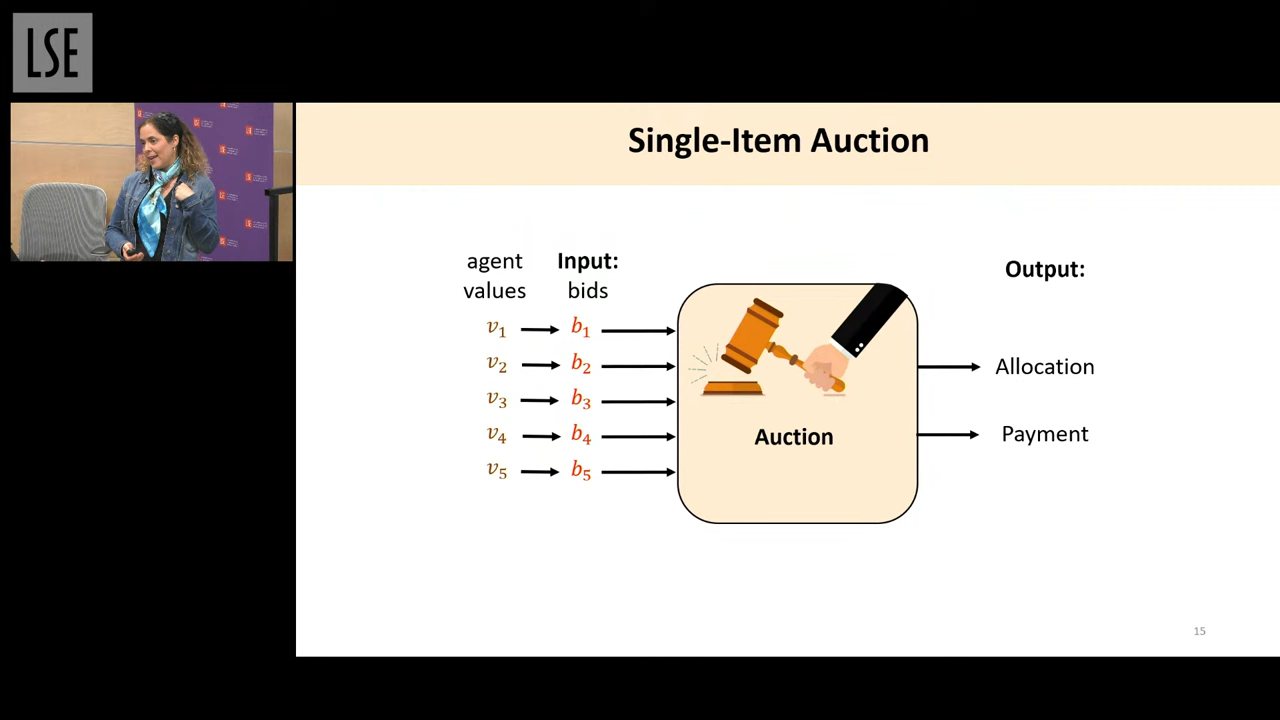 LSE
Single-Item Auction
agent
values
Input:
bids
Output:
v₁ b₁
v₂ b₂
v₃ b₃
v₄ b₄
v₅ b₅
Allocation
Payment
Auction
15